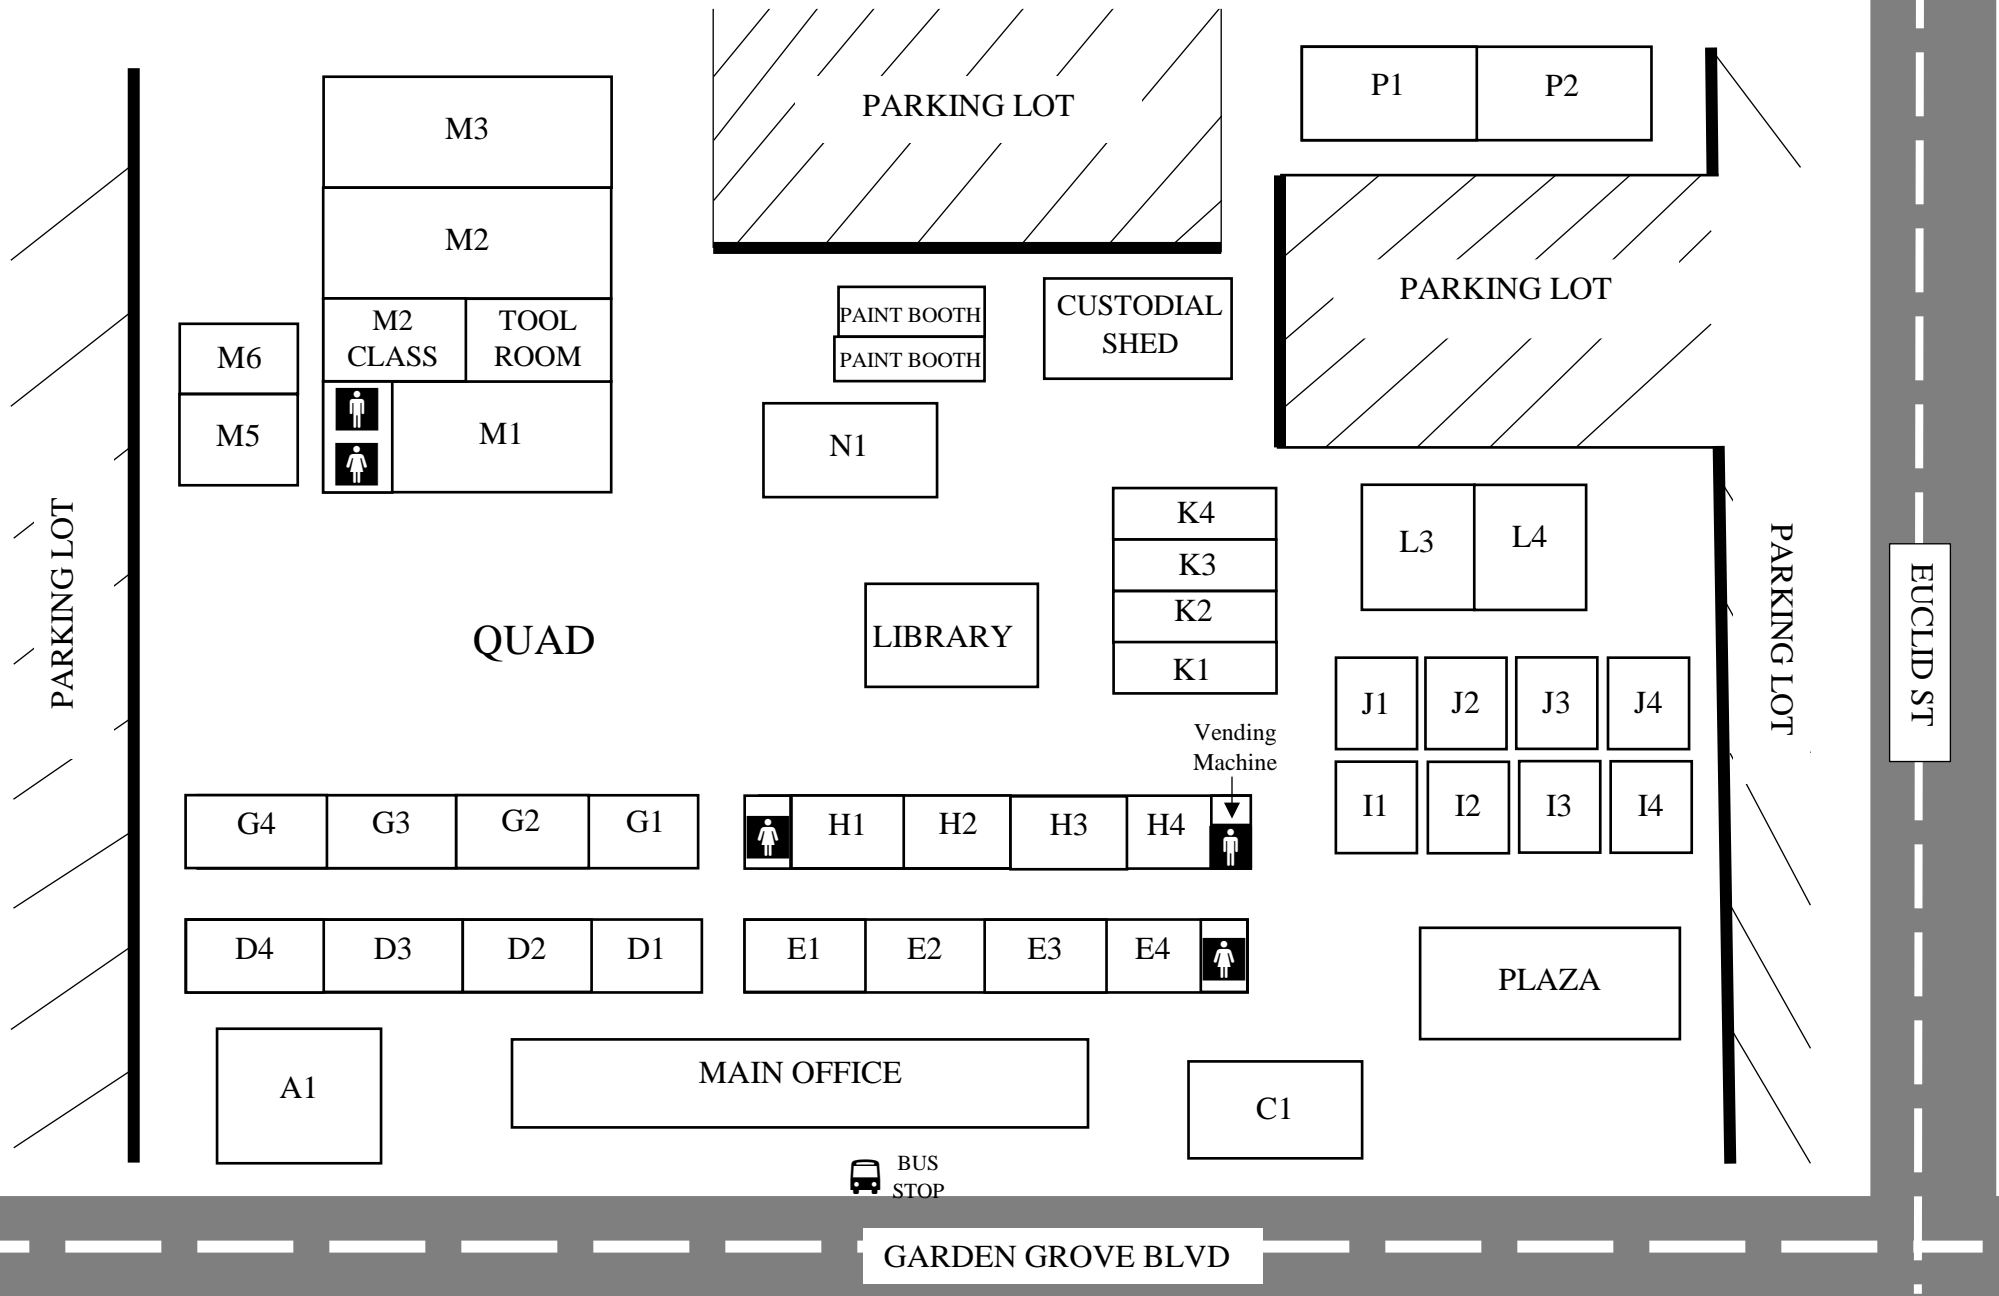 PARKING LOT
P1
P2
M3
M2
PARKING LOT
M2
CLASS
TOOL
ROOM
PAINT BOOTH
PAINT BOOTH
CUSTODIAL
SHED
M6
M5
M1
N1
K4
K3
K2
K1
L3
L4
PARKING LOT
QUAD
LIBRARY
PARKING LOT
EUCLID ST
J1
J2
J3
J4
Vending
Machine
G4
G3
G2
G1
H1
H2
H3
H4
I1
I2
I3
I4
D4
D3
D2
D1
E1
E2
E3
E4
PLAZA
A1
MAIN OFFICE
C1
BUS
STOP
GARDEN GROVE BLVD